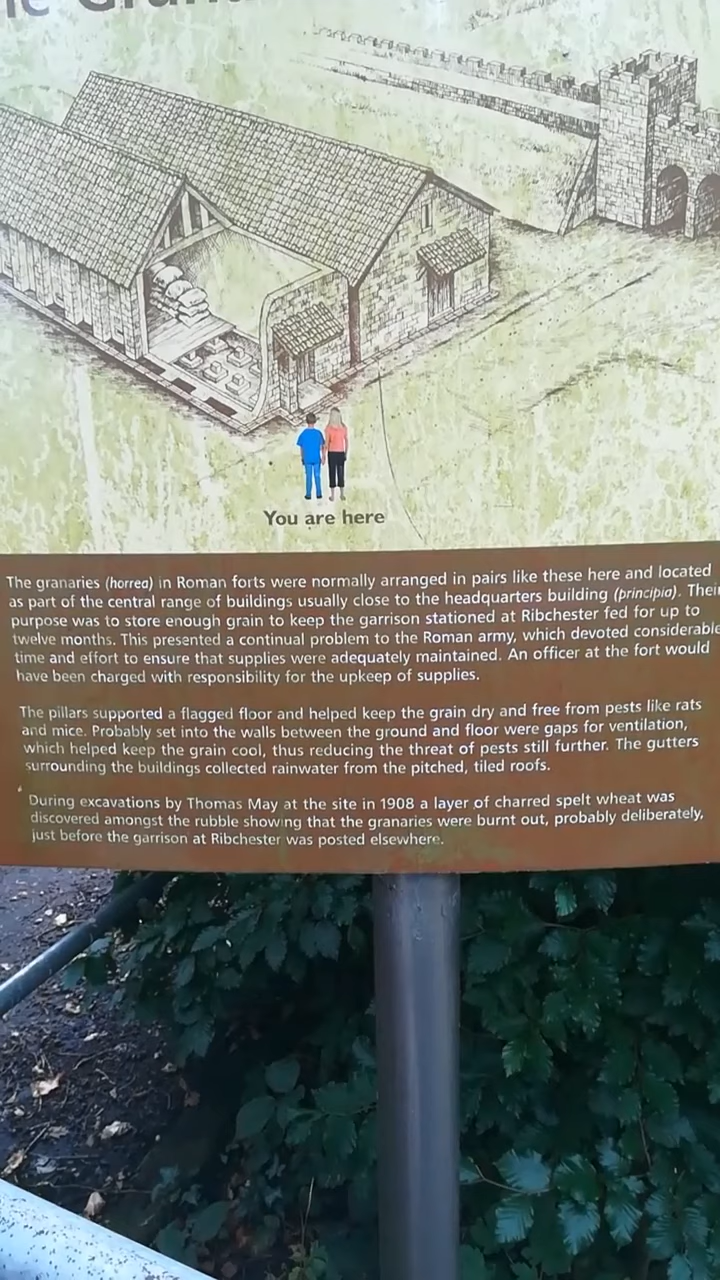 You are here
The granaries (horrea) in Roman forts were normally arranged in pairs like these here and located
as part of the central range of buildings usually close to the headquarters building (principia). Their
purpose was to store enough grain to keep the garrison stationed at Ribchester fed for up to
twelve months. This presented a continual problem to the Roman army, which devoted considerable
time and effort to ensure that supplies were adequately maintained. An officer at the fort would
have been charged with responsibility for the upkeep of supplies.
The pillars supported a flagged floor and helped keep the grain dry and free from pests like rats
and mice. Probably set into the walls between the ground and floor were gaps for ventilation,
which helped keep the grain cool, thus reducing the threat of pests still further. The gutters
surrounding the buildings collected rainwater from the pitched, tiled roofs.
During excavations by Thomas May at the site in 1908 a layer of charred spelt wheat was
discovered amongst the rubble showing that the granaries were burnt out, probably deliberately,
just before the garrison at Ribchester was posted elsewhere.